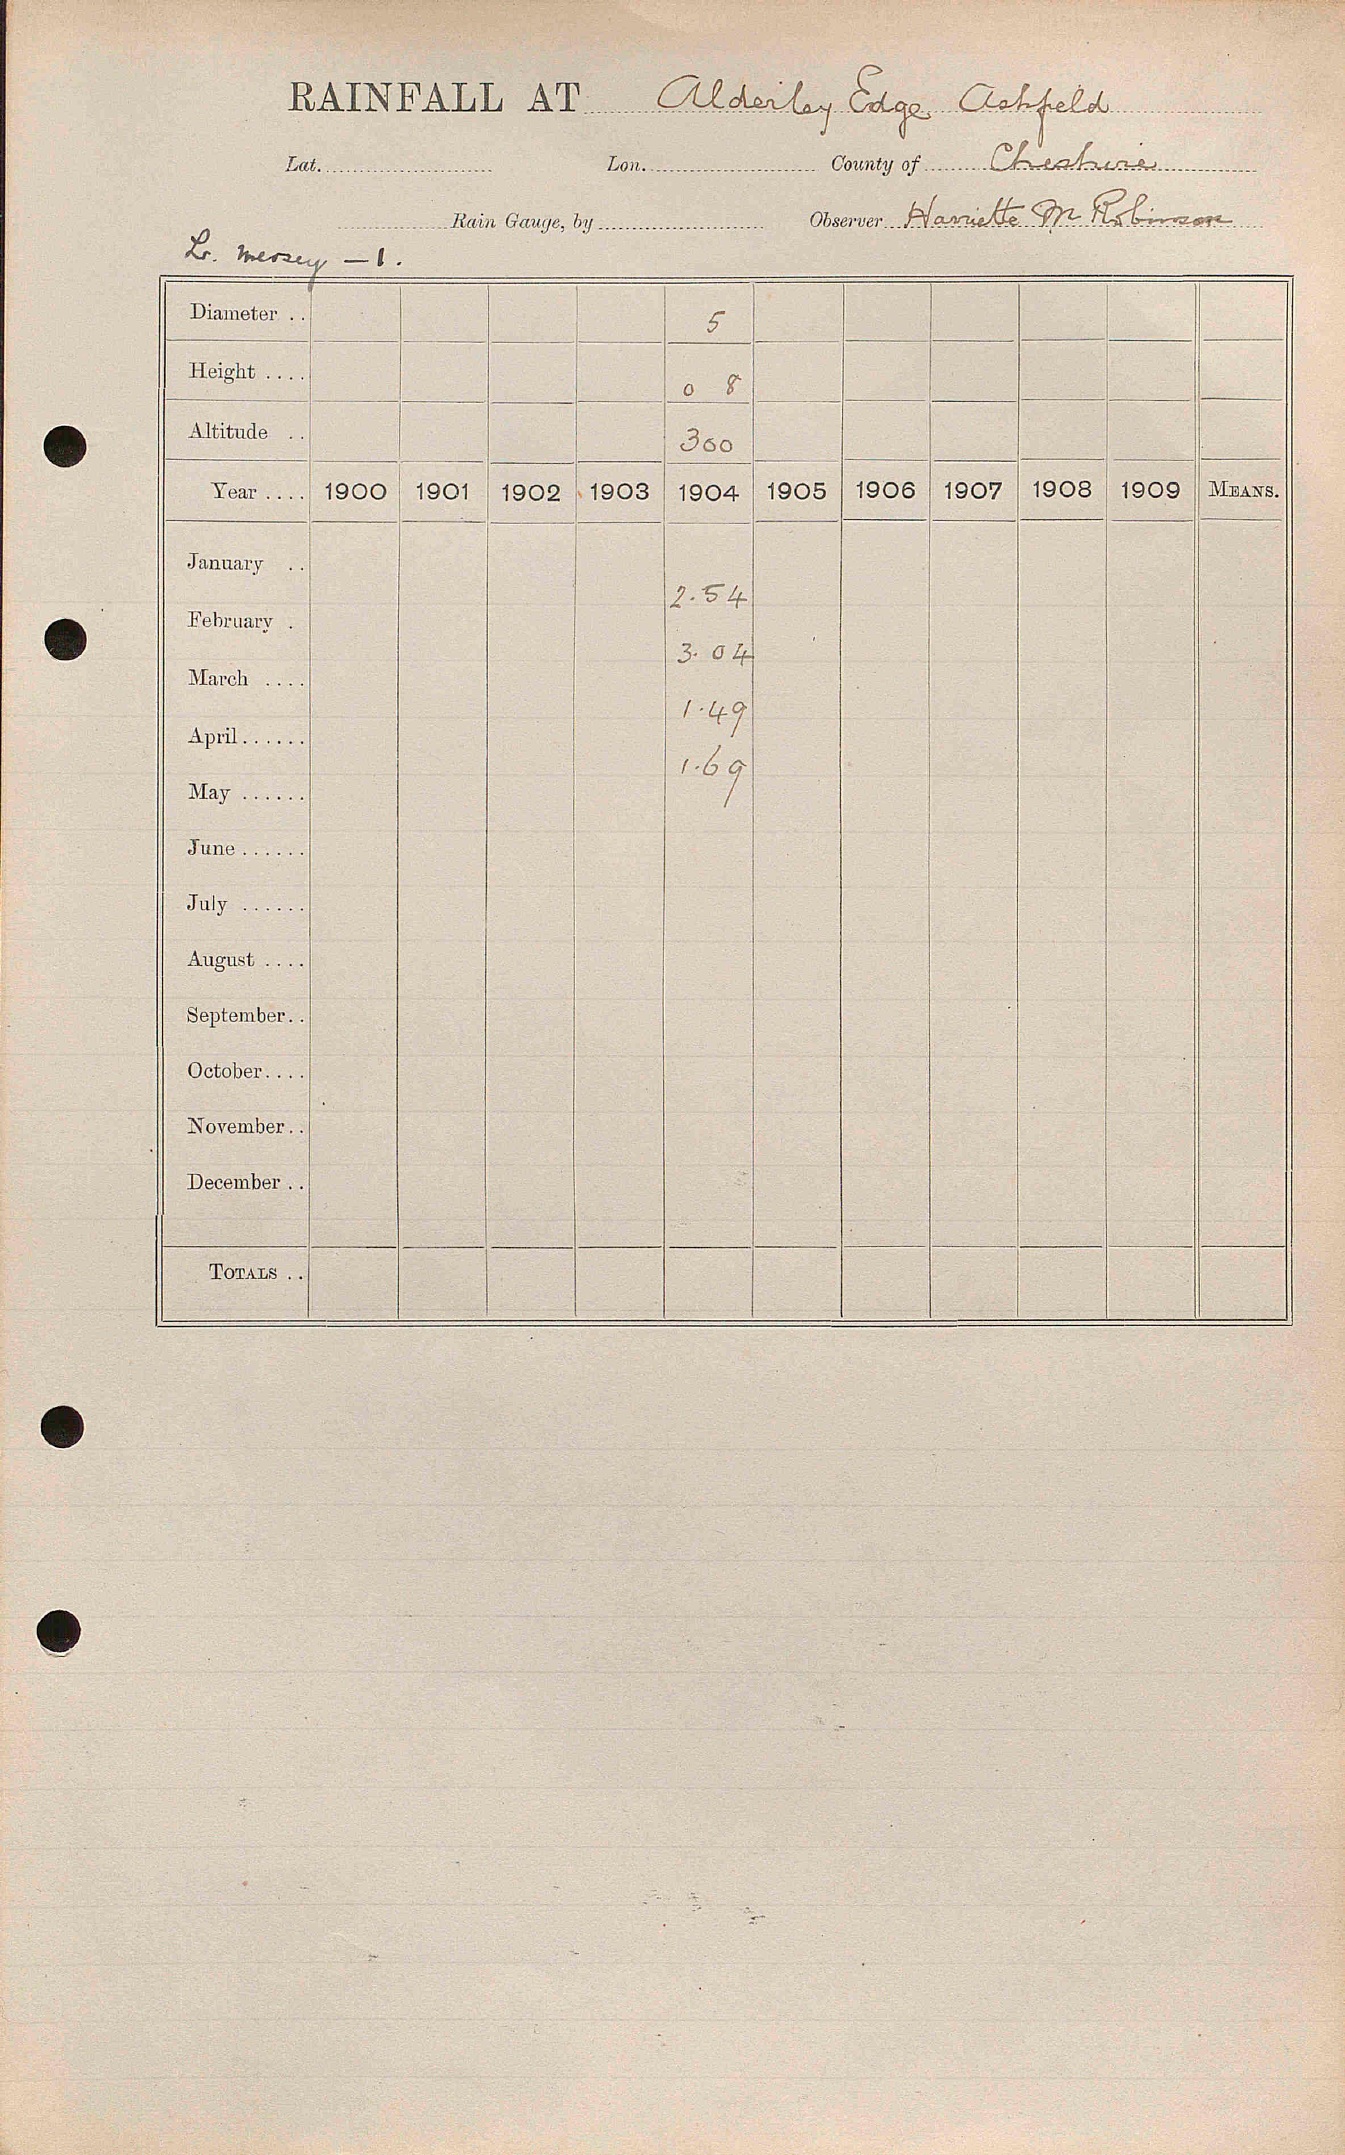 RAINFALL AT Alderley Edge, Ashfield
Lat. Lon. County of Cheshire
Rain Gauge, by Observer Harriette M Robinson
Lr. Mersey – 1.
Diameter .. 5
Height .... 0 8
Altitude .. 300
Year .... 1900 1901 1902 1903 1904 1905 1906 1907 1908 1909 MEANS.
January ..
2.54
February .
3.04
March ....
1.49
April......
1.69
May ......
June ......
July ......
August ....
September..
October....
November..
December ..
TOTALS ..